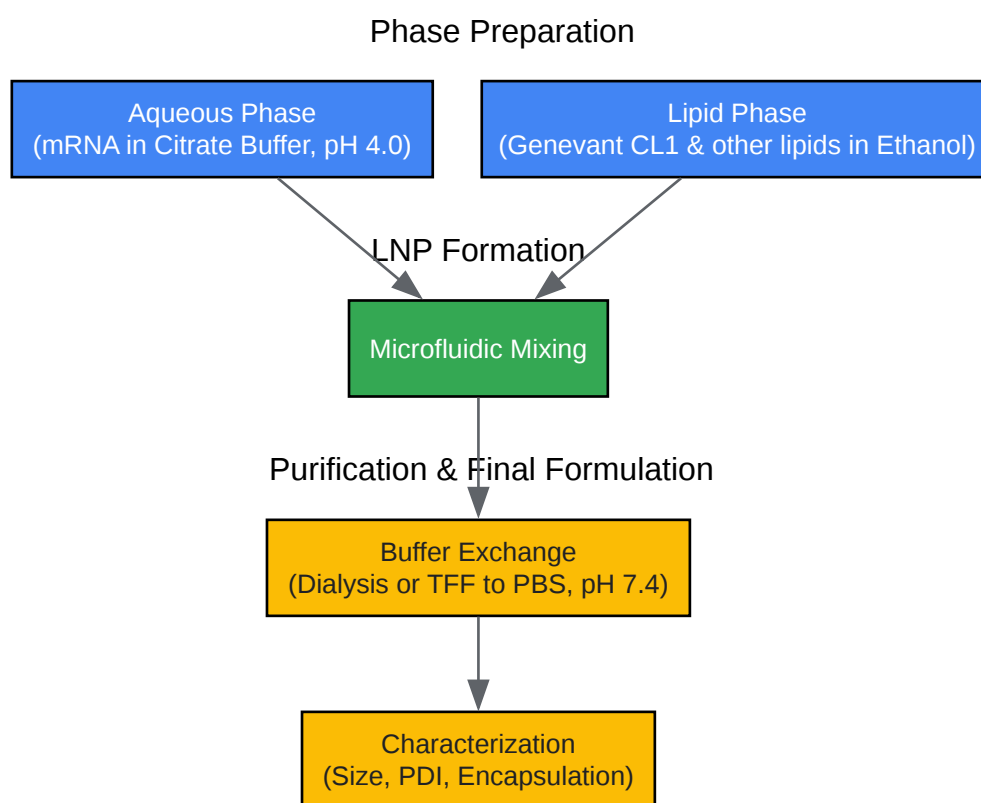 Phase Preparation
Aqueous Phase
(mRNA in Citrate Buffer, pH 4.0)
Lipid Phase
(Genevant CL1 & other lipids in Ethanol)
LNP Formation
Microfluidic Mixing
Purification & Final Formulation
Buffer Exchange
(Dialysis or TFF to PBS, pH 7.4)
Characterization
(Size, PDI, Encapsulation)